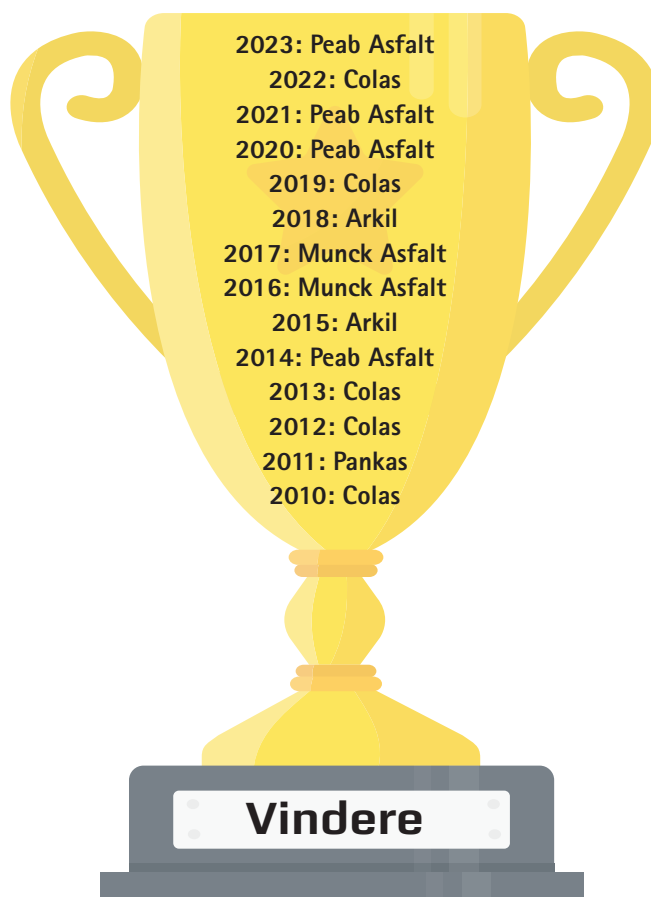 2023: Peab Asfalt
2022: Colas
2021: Peab Asfalt
2020: Peab Asfalt
2019: Colas
2018: Arkil
2017: Munck Asfalt
2016: Munck Asfalt
2015: Arkil
2014: Peab Asfalt
2013: Colas
2012: Colas
2011: Pankas
2010: Colas
Vindere